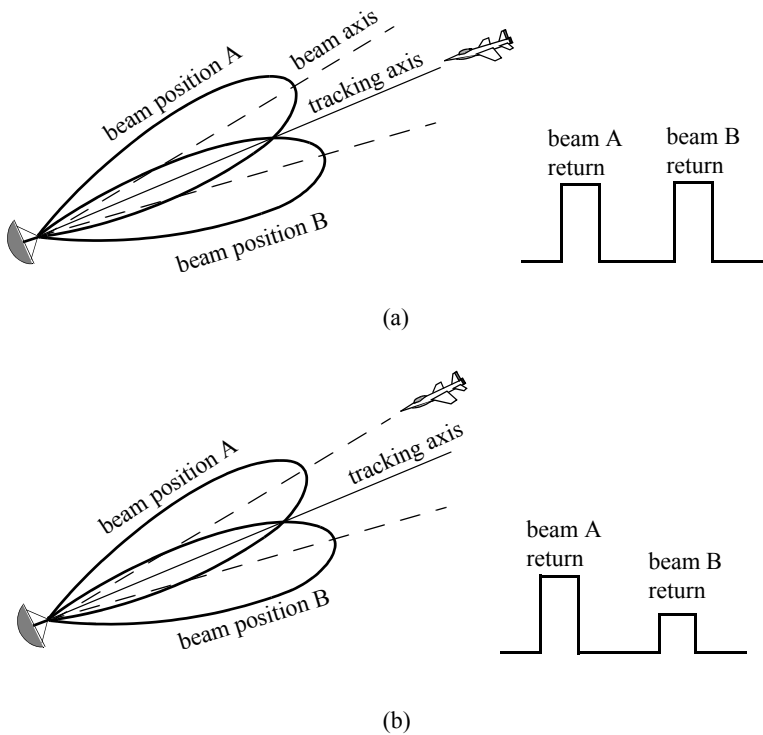 beam position A
beam axis
tracking axis
beam position B
beam A
return
beam B
return
(a)
beam position A
tracking axis
beam position B
beam A
return
beam B
return
(b)